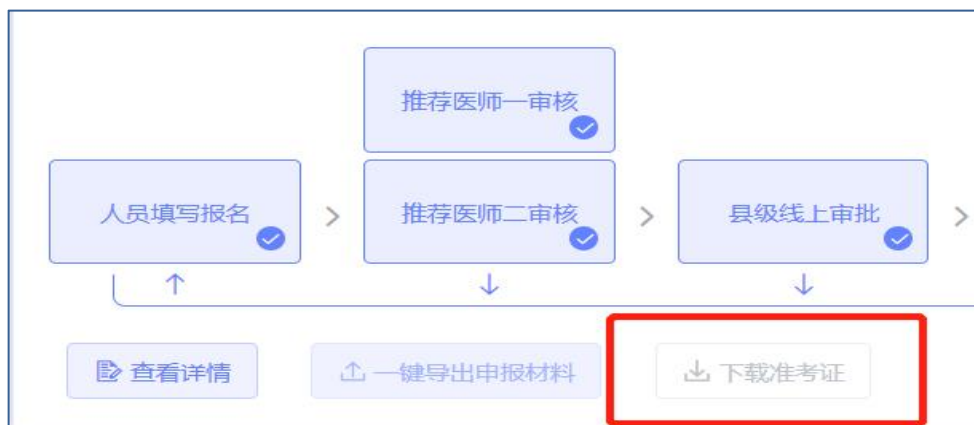 推荐医师一审核
人员填写报名
推荐医师二审核
县级线上审批
查看详情
一键导出申报材料
下载准考证